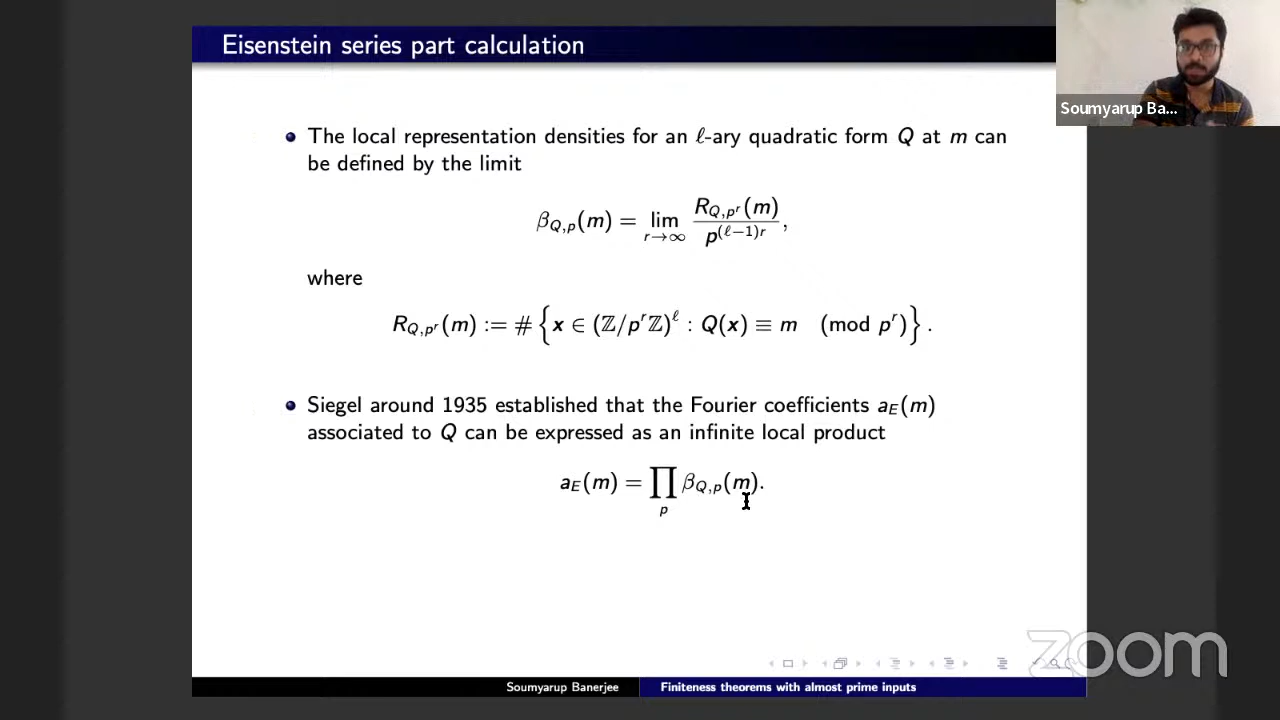 Eisenstein series part calculation
Soumyarup Ba...
The local representation densities for an ℓ-ary quadratic form Q at m can
be defined by the limit
β_{Q,p}(m) = lim_{r→∞} R_{Q,p^r}(m) / p^{(ℓ−1)r},
where
R_{Q,p^r}(m) := # { x ∈ (ℤ/p^rℤ)^ℓ : Q(x) ≡ m (mod p^r) } .
Siegel around 1935 established that the Fourier coefficients a_E(m)
associated to Q can be expressed as an infinite local product
a_E(m) = ∏_p β_{Q,p}(m).
zoom
Soumyarup Banerjee
Finiteness theorems with almost prime inputs